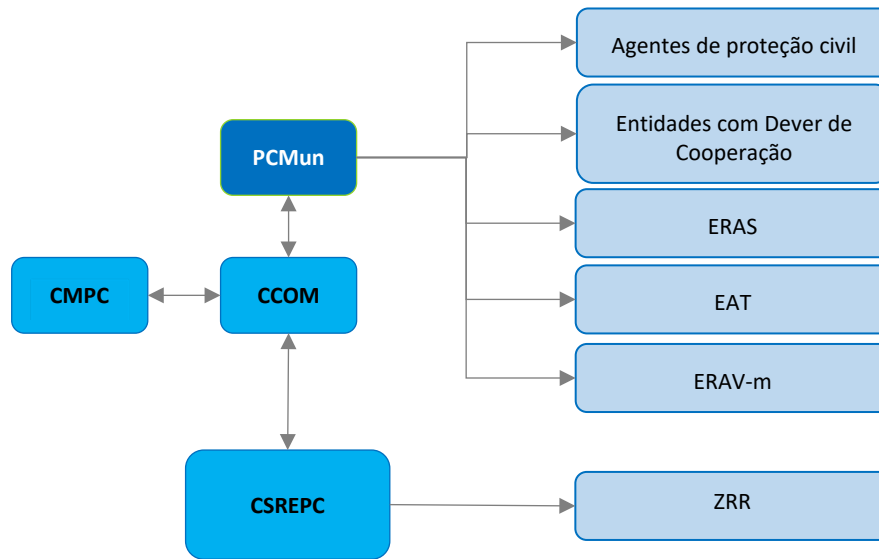 Agentes de proteção civil
Entidades com Dever de
Cooperação
PCMun
ERAS
CMPC
CCOM
EAT
ERAV-m
CSREPC
ZRR